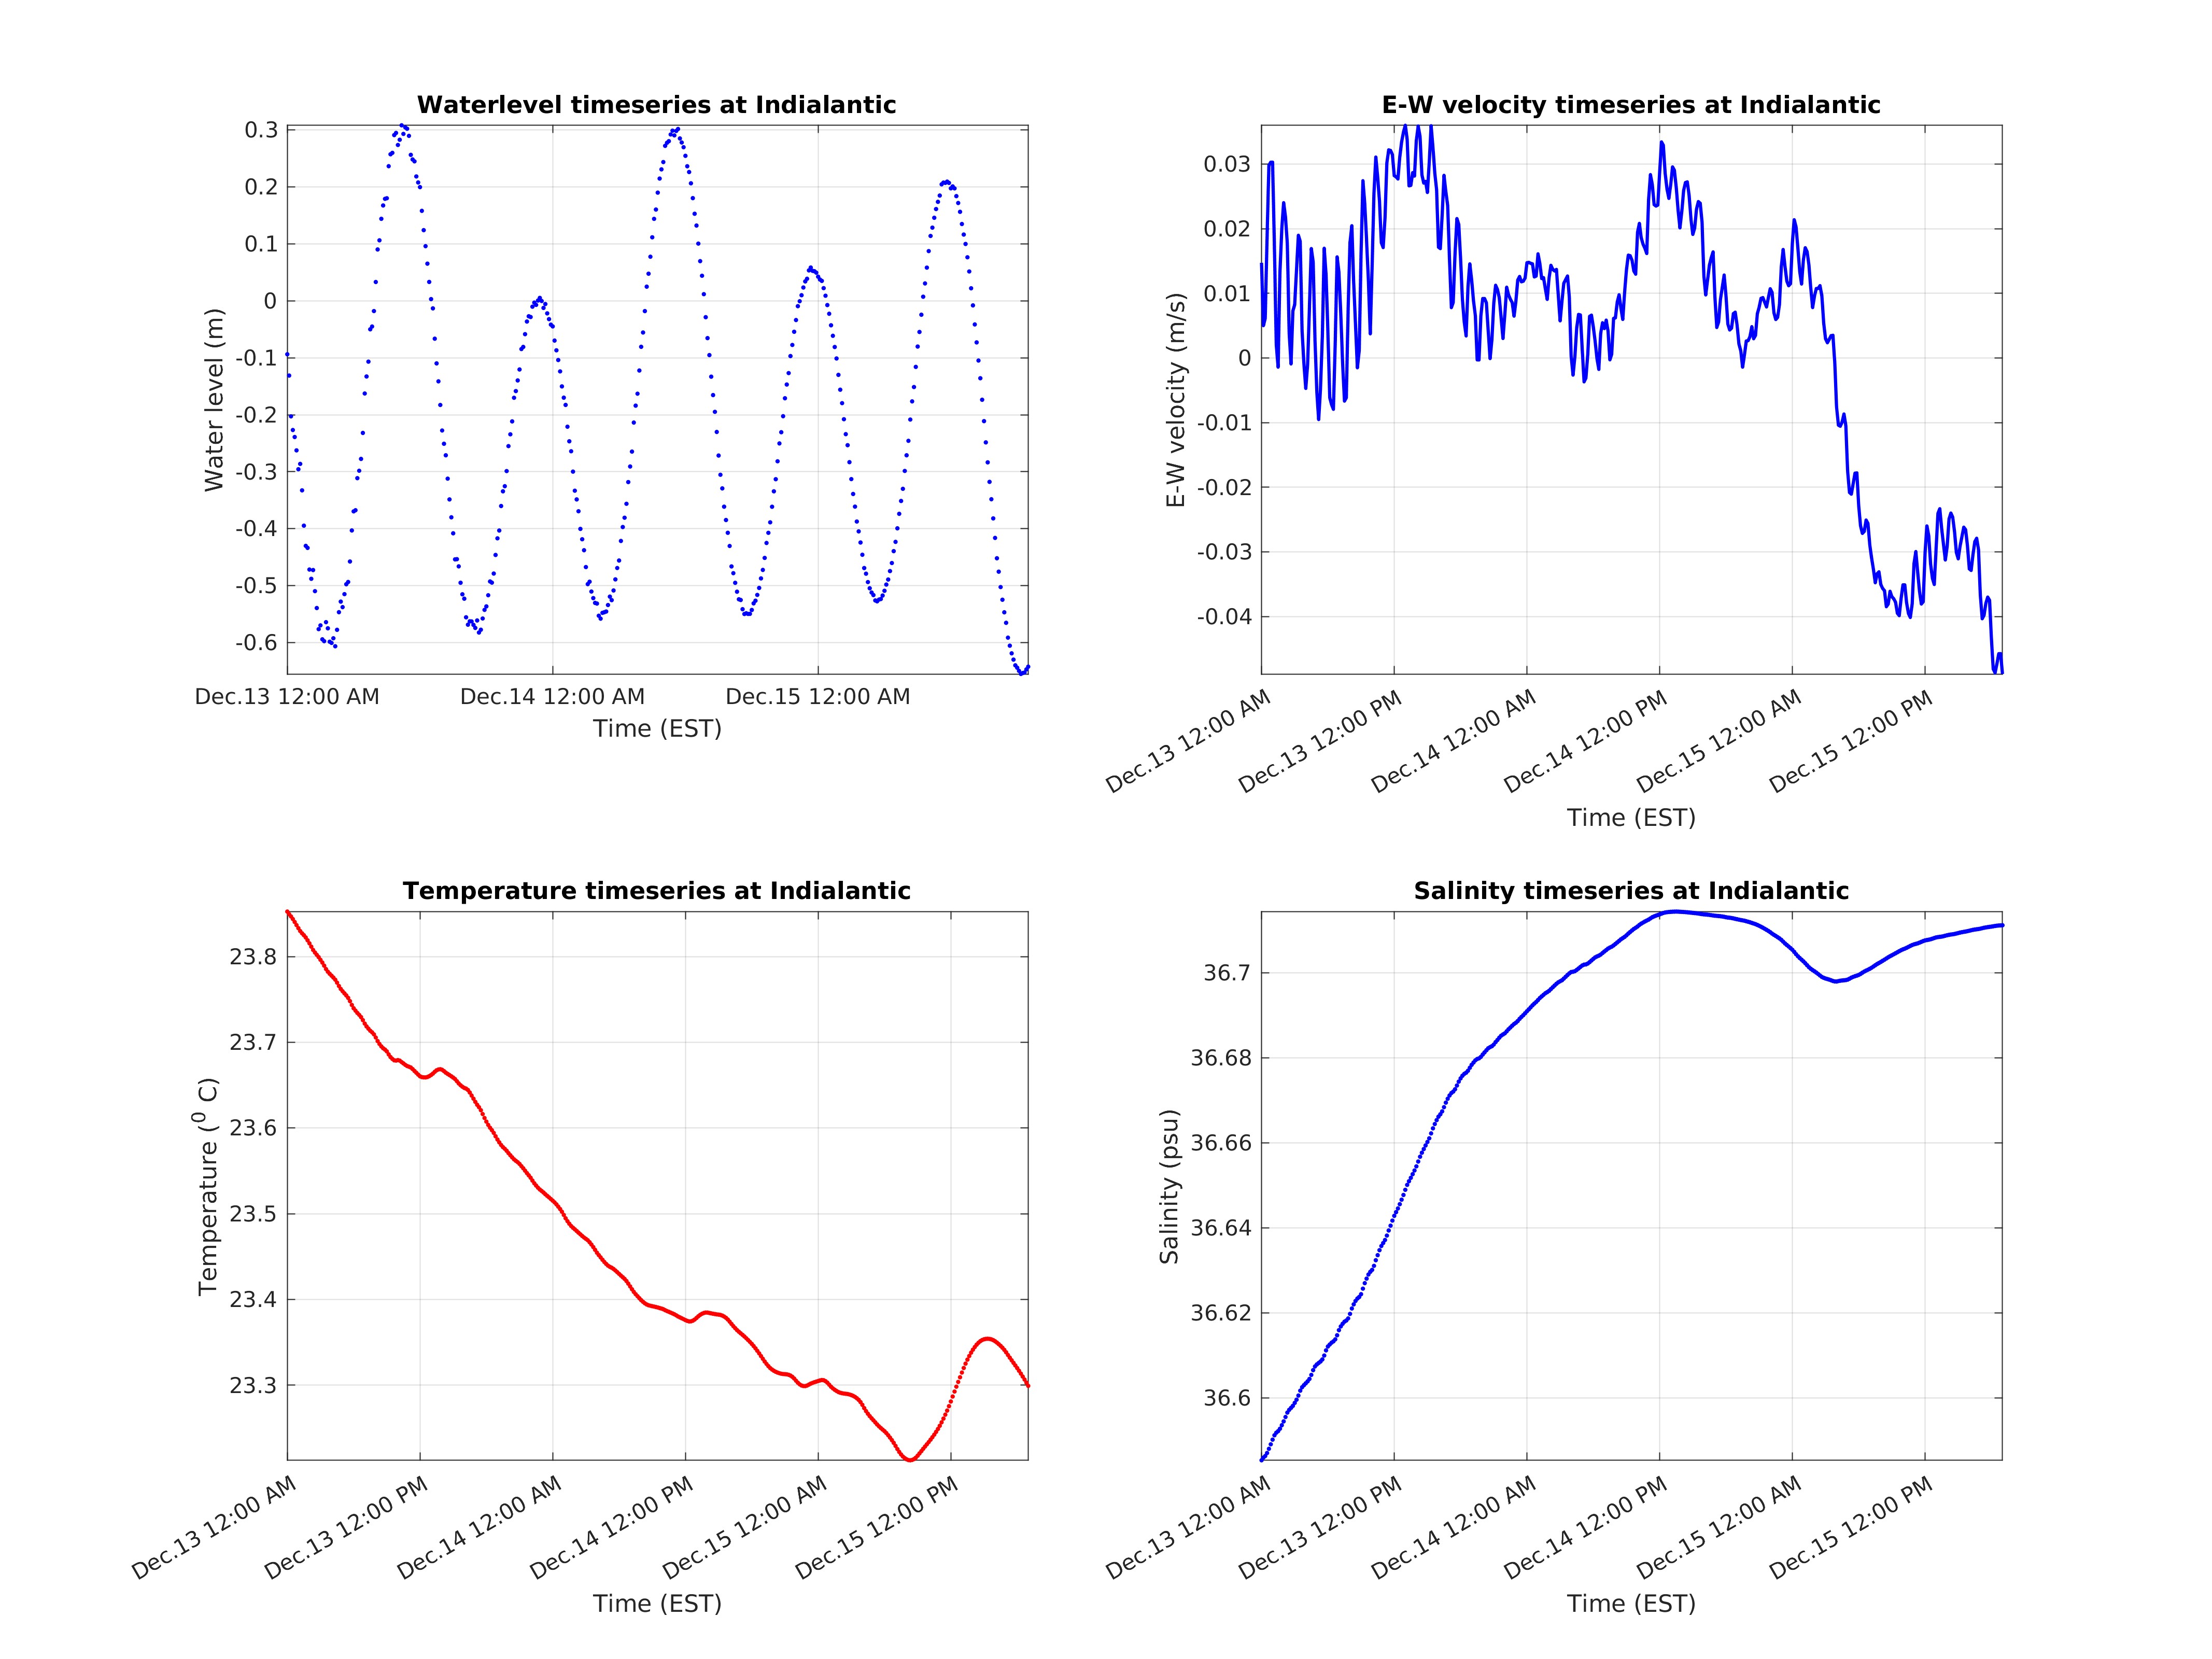 Waterlevel timeseries at Indialantic
0.3
0.2
0.1
0
-0.1
-0.2
-0.3
-0.4
-0.5
-0.6
Water level (m)
Dec.13 12:00 AM
Dec.14 12:00 AM
Dec.15 12:00 AM
Time (EST)
E-W velocity timeseries at Indialantic
0.03
0.02
0.01
0
-0.01
-0.02
-0.03
-0.04
E-W velocity (m/s)
Dec.13 12:00 AM
Dec.13 12:00 PM
Dec.14 12:00 AM
Dec.14 12:00 PM
Dec.15 12:00 AM
Dec.15 12:00 PM
Time (EST)
Temperature timeseries at Indialantic
23.8
23.7
23.6
23.5
23.4
23.3
Temperature (⁰ C)
Dec.13 12:00 AM
Dec.13 12:00 PM
Dec.14 12:00 AM
Dec.14 12:00 PM
Dec.15 12:00 AM
Dec.15 12:00 PM
Time (EST)
Salinity timeseries at Indialantic
36.7
36.68
36.66
36.64
36.62
36.6
Salinity (psu)
Dec.13 12:00 AM
Dec.13 12:00 PM
Dec.14 12:00 AM
Dec.14 12:00 PM
Dec.15 12:00 AM
Dec.15 12:00 PM
Time (EST)